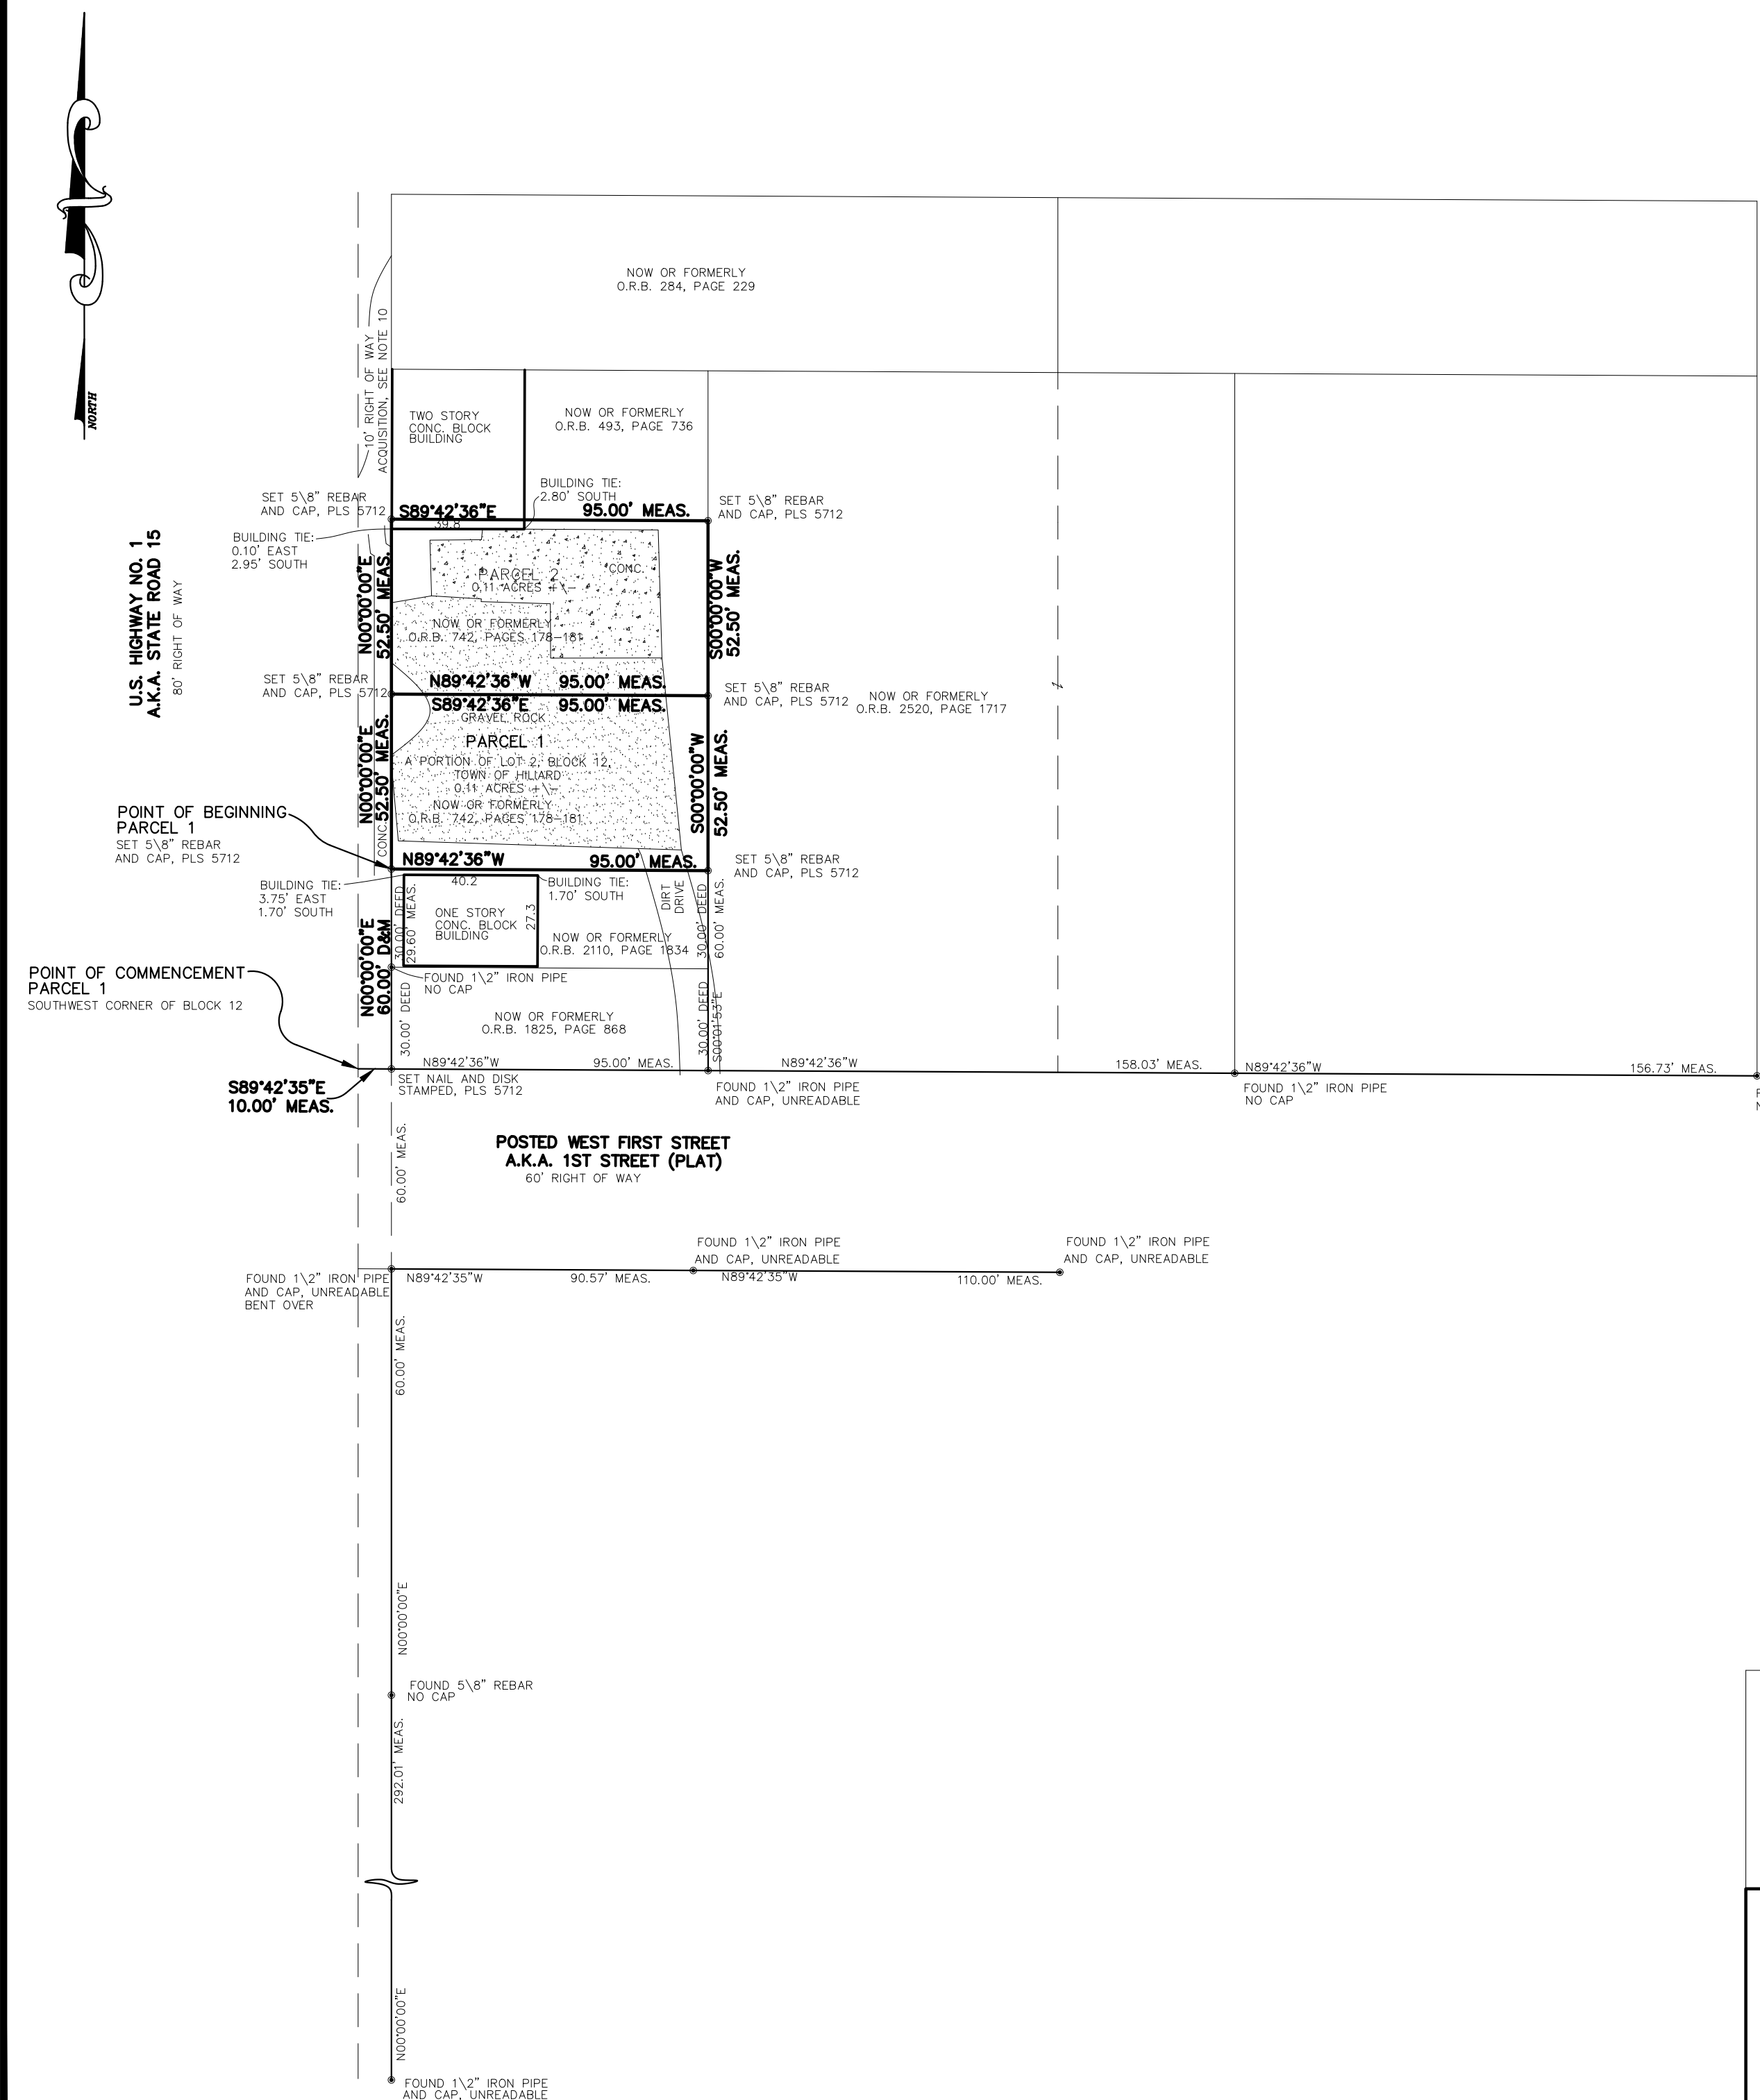 NORTH
NOW OR FORMERLY
O.R.B. 284, PAGE 229
10' RIGHT OF WAY
ACQUISITION, SEE NOTE 10
TWO STORY
CONC. BLOCK
BUILDING
NOW OR FORMERLY
O.R.B. 493, PAGE 736
BUILDING TIE:
2.80' SOUTH
SET 5\8" REBAR
AND CAP, PLS 5712
S89°42'36"E 95.00' MEAS.
39.8
SET 5\8" REBAR
AND CAP, PLS 5712
BUILDING TIE:
0.10' EAST
2.95' SOUTH
U.S. HIGHWAY NO. 1
A.K.A. STATE ROAD 15
80' RIGHT OF WAY
N00°00'00"E
52.50' MEAS.
PARCEL 2
0.11 ACRES +\-
CONC.
NOW OR FORMERLY
O.R.B. 742, PAGES 178-181
S00°00'00"W
52.50' MEAS.
SET 5\8" REBAR
AND CAP, PLS 5712
N89°42'36"W 95.00' MEAS.
S89°42'36"E 95.00' MEAS.
SET 5\8" REBAR
AND CAP, PLS 5712
NOW OR FORMERLY
O.R.B. 2520, PAGE 1717
GRAVEL ROCK
PARCEL 1
A PORTION OF LOT 2, BLOCK 12,
TOWN OF HILIARD
0.11 ACRES +\-
NOW OR FORMERLY
O.R.B. 742, PAGES 178-181
N00°00'00"E
52.50' MEAS.
CONC.
S00°00'00"W
52.50' MEAS.
POINT OF BEGINNING
PARCEL 1
SET 5\8" REBAR
AND CAP, PLS 5712
N89°42'36"W 95.00' MEAS.
SET 5\8" REBAR
AND CAP, PLS 5712
BUILDING TIE:
3.75' EAST
1.70' SOUTH
40.2
BUILDING TIE:
1.70' SOUTH
30.00' DEED
29.60' MEAS.
ONE STORY
CONC. BLOCK
BUILDING
27.3
DIRT
DRIVE
30.00' DEED
60.00' MEAS.
NOW OR FORMERLY
O.R.B. 2110, PAGE 1834
N00°00'00"E
60.00' D&M
POINT OF COMMENCEMENT
PARCEL 1
SOUTHWEST CORNER OF BLOCK 12
FOUND 1\2" IRON PIPE
NO CAP
30.00' DEED
NOW OR FORMERLY
O.R.B. 1825, PAGE 868
30.00' DEED
S00°01'53"E
N89°42'36"W 95.00' MEAS.
N89°42'36"W 158.03' MEAS.
N89°42'36"W 156.73' MEAS.
S89°42'35"E
10.00' MEAS.
SET NAIL AND DISK
STAMPED, PLS 5712
FOUND 1\2" IRON PIPE
AND CAP, UNREADABLE
FOUND 1\2" IRON PIPE
NO CAP
F
N
POSTED WEST FIRST STREET
A.K.A. 1ST STREET (PLAT)
60' RIGHT OF WAY
60.00' MEAS.
FOUND 1\2" IRON PIPE
AND CAP, UNREADABLE
FOUND 1\2" IRON PIPE
AND CAP, UNREADABLE
FOUND 1\2" IRON PIPE
AND CAP, UNREADABLE
BENT OVER
N89°42'35"W 90.57' MEAS.
N89°42'35"W 110.00' MEAS.
60.00' MEAS.
N00°00'00"E
FOUND 5\8" REBAR
NO CAP
292.01' MEAS.
N00°00'00"E
FOUND 1\2" IRON PIPE
AND CAP, UNREADABLE